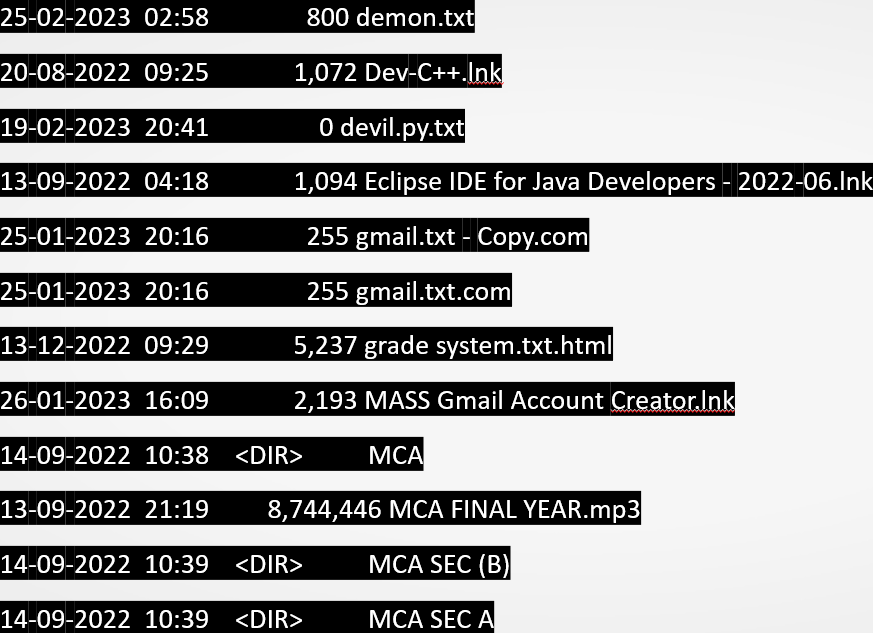 25-02-2023 02:58 800 demon.txt
20-08-2022 09:25 1,072 Dev-C++.lnk
19-02-2023 20:41 0 devil.py.txt
13-09-2022 04:18 1,094 Eclipse IDE for Java Developers - 2022-06.lnk
25-01-2023 20:16 255 gmail.txt - Copy.com
25-01-2023 20:16 255 gmail.txt.com
13-12-2022 09:29 5,237 grade system.txt.html
26-01-2023 16:09 2,193 MASS Gmail Account Creator.lnk
14-09-2022 10:38 <DIR> MCA
13-09-2022 21:19 8,744,446 MCA FINAL YEAR.mp3
14-09-2022 10:39 <DIR> MCA SEC (B)
14-09-2022 10:39 <DIR> MCA SEC A